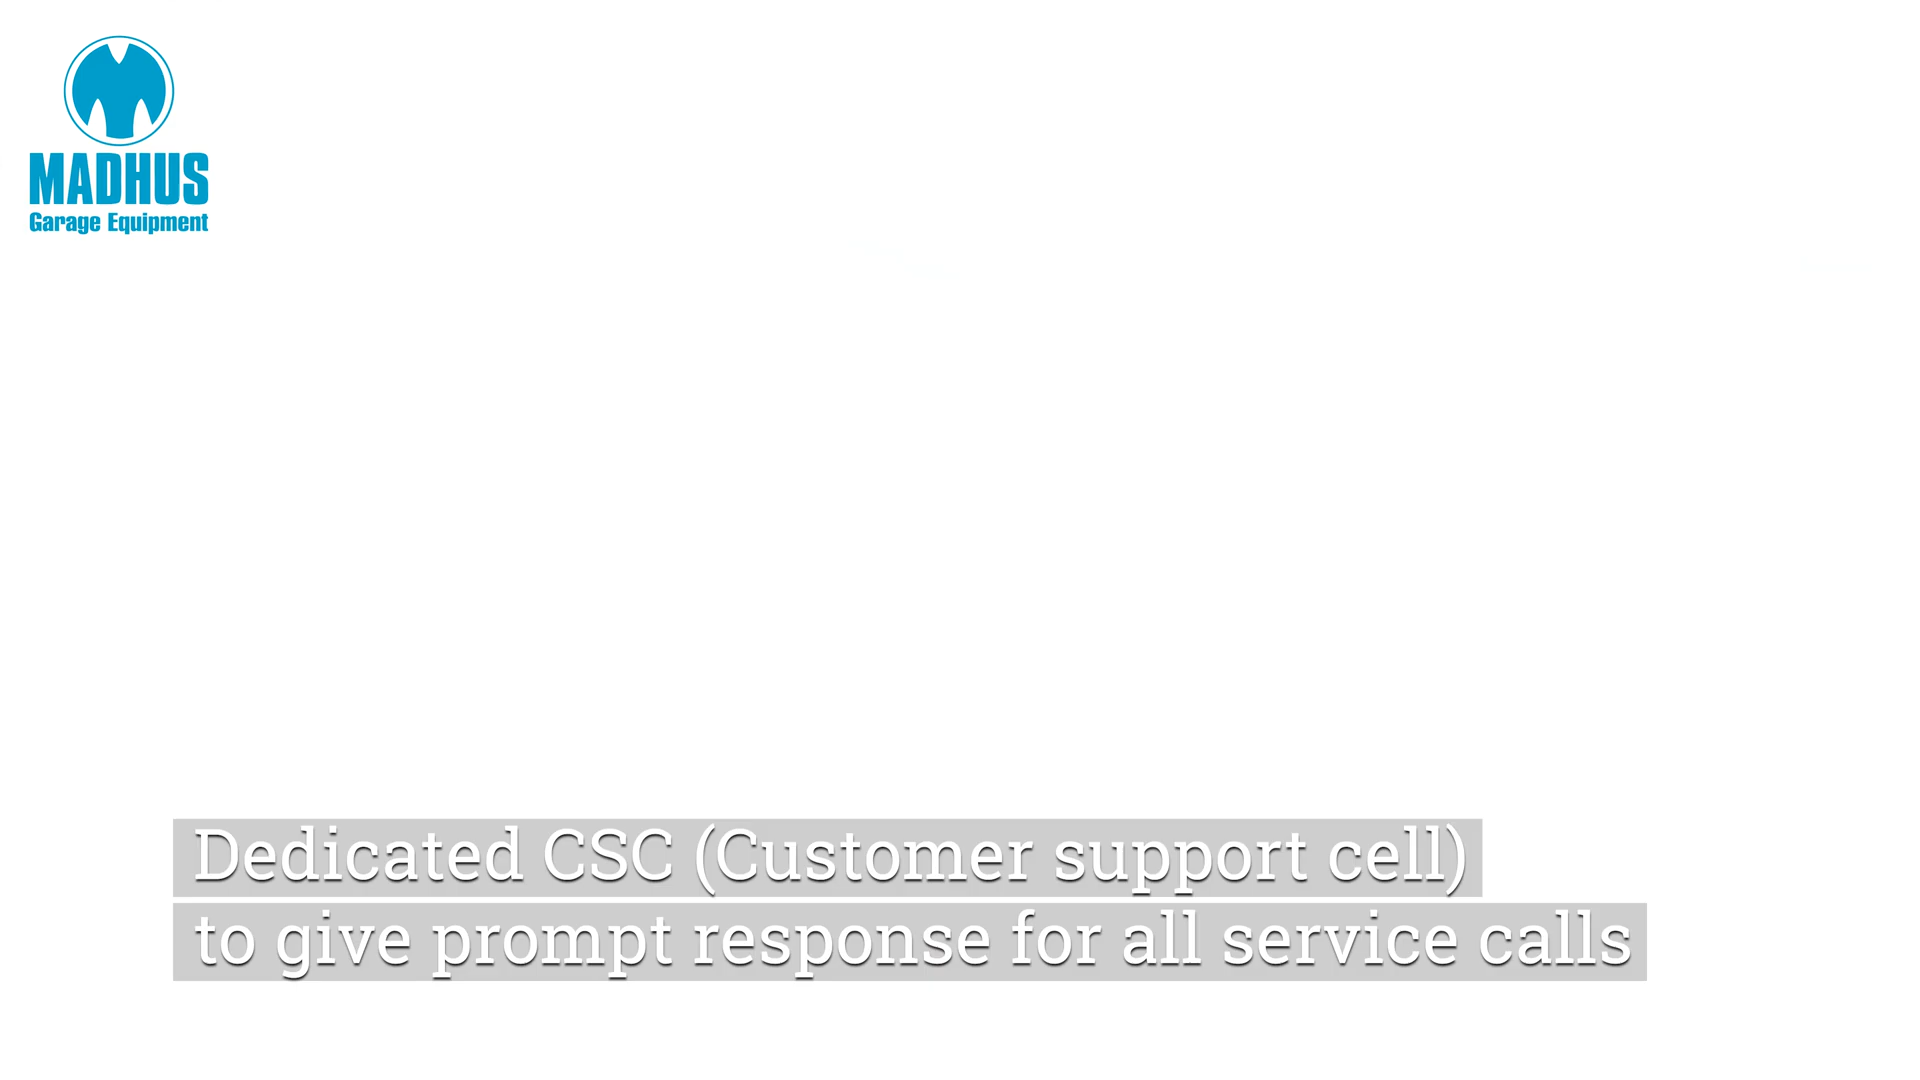 MADHUS
Garage Equipment
Dedicated CSC (Customer support cell)
to give prompt response for all service calls